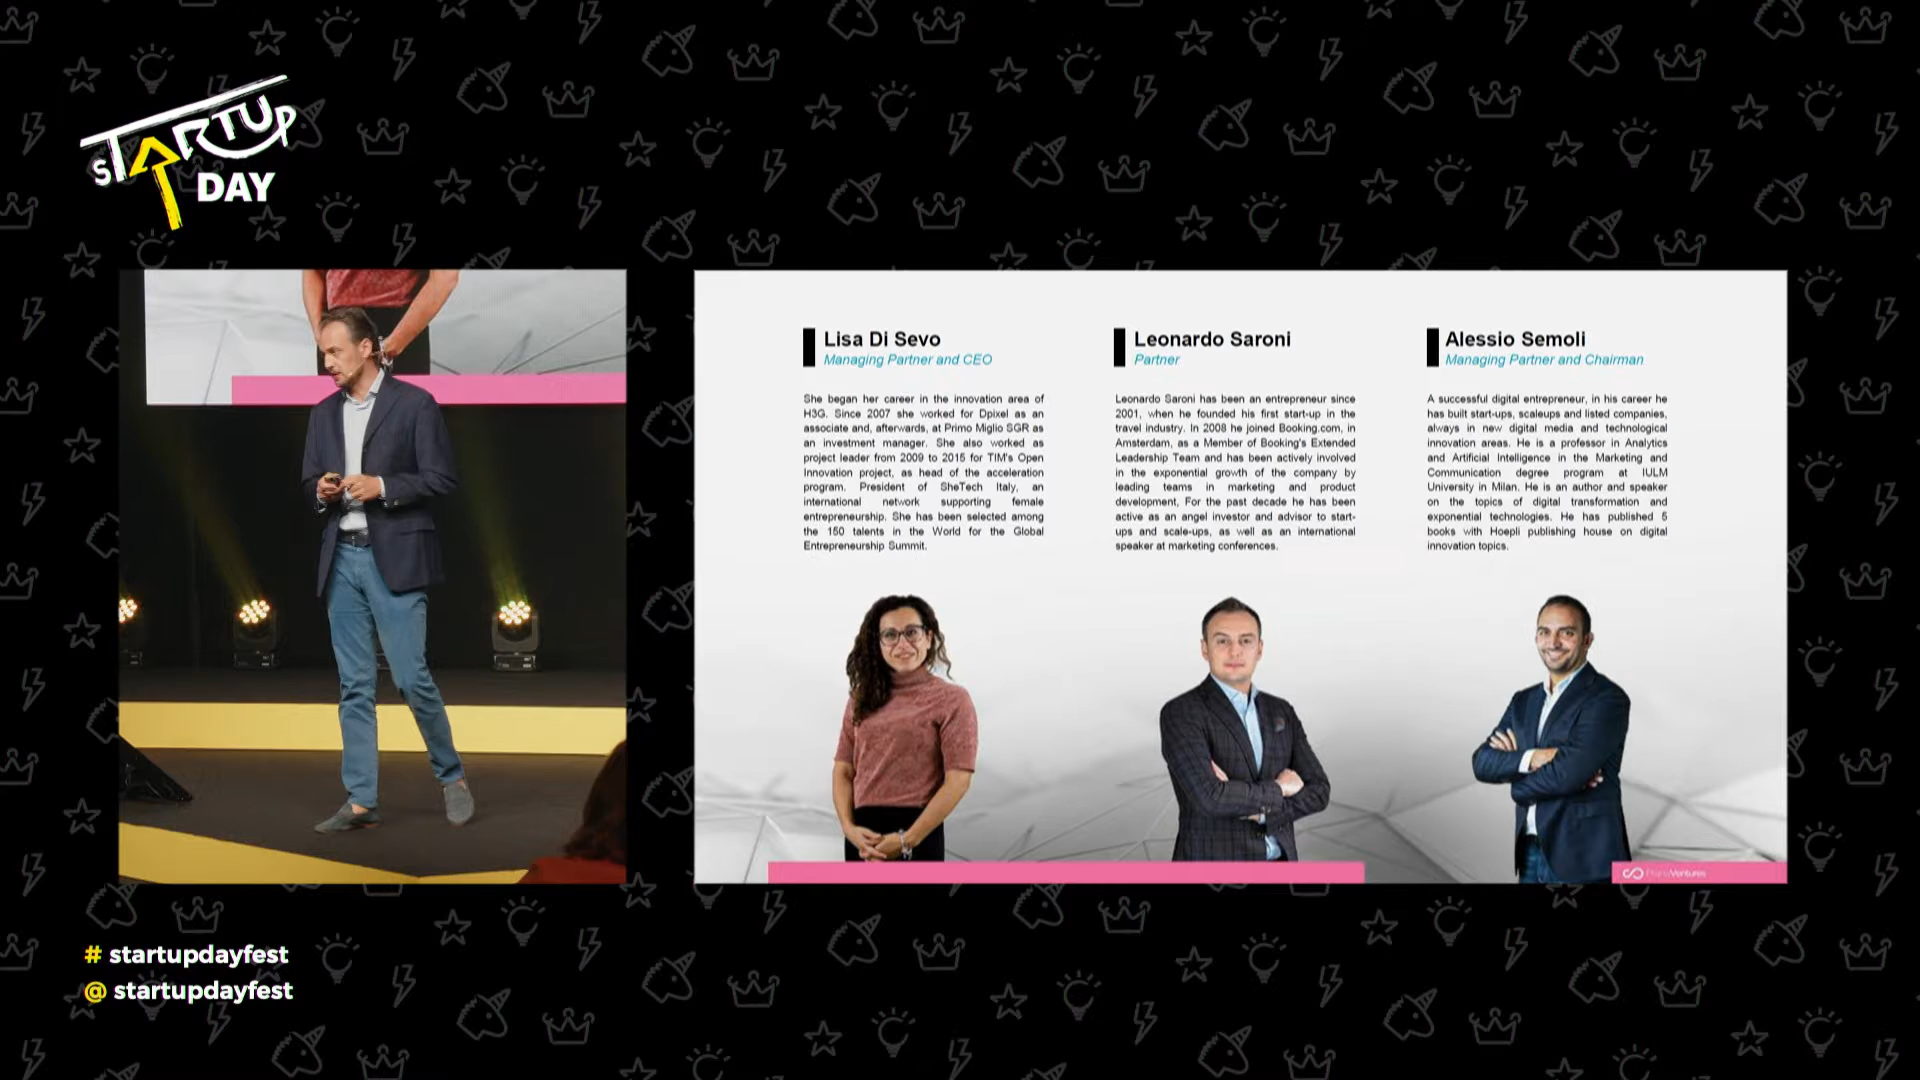 STARTUP
DAY
Lisa Di Sevo
Managing Partner and CEO
She began her career in the innovation area of
H3G. Since 2007 she worked for Dpixel as an
associate and, afterwards, at Primo Miglio SGR as
an investment manager. She also worked as
project leader from 2009 to 2015 for TIM's Open
Innovation project, as head of the acceleration
program. President of SheTech Italy, an
international network supporting female
entrepreneurship. She has been selected among
the 150 talents in the World for the Global
Entrepreneurship Summit.
Leonardo Saroni
Partner
Leonardo Saroni has been an entrepreneur since
2001, when he founded his first start-up in the
travel industry. In 2008 he joined Booking.com, in
Amsterdam, as a Member of Booking's Extended
Leadership Team and has been actively involved
in the exponential growth of the company by
leading teams in marketing and product
development, For the past decade he has been
active as an angel investor and advisor to start-
ups and scale-ups, as well as an international
speaker at marketing conferences.
Alessio Semoli
Managing Partner and Chairman
A successful digital entrepreneur, in his career he
has built start-ups, scaleups and listed companies,
always in new digital media and technological
innovation areas. He is a professor in Analytics
and Artificial Intelligence in the Marketing and
Communication degree program at IULM
University in Milan. He is an author and speaker
on the topics of digital transformation and
exponential technologies. He has published 5
books with Hoepli publishing house on digital
innovation topics.
PranaVentures
# startupdayfest
@ startupdayfest